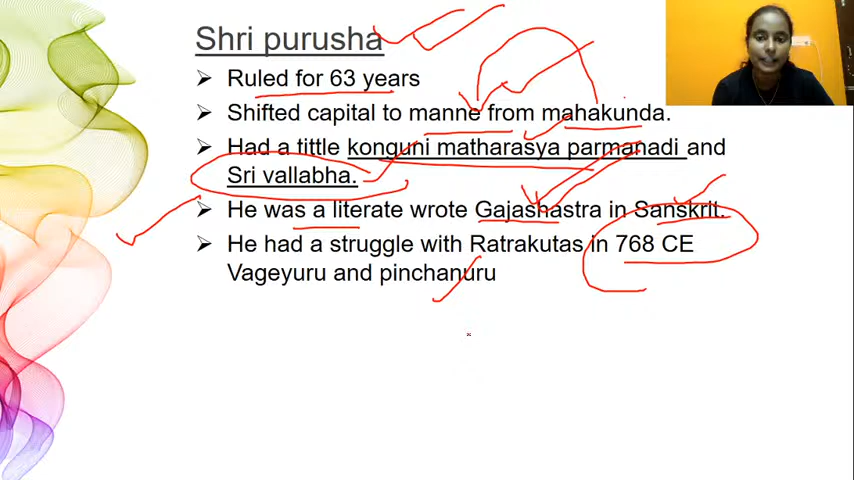 Shri purusha
Ruled for 63 years
Shifted capital to manne from mahakunda.
Had a tittle konguni matharasya parmanadi and
Sri vallabha.
He was a literate wrote Gajashastra in Sanskrit.
He had a struggle with Ratrakutas in 768 CE
Vageyuru and pinchanuru